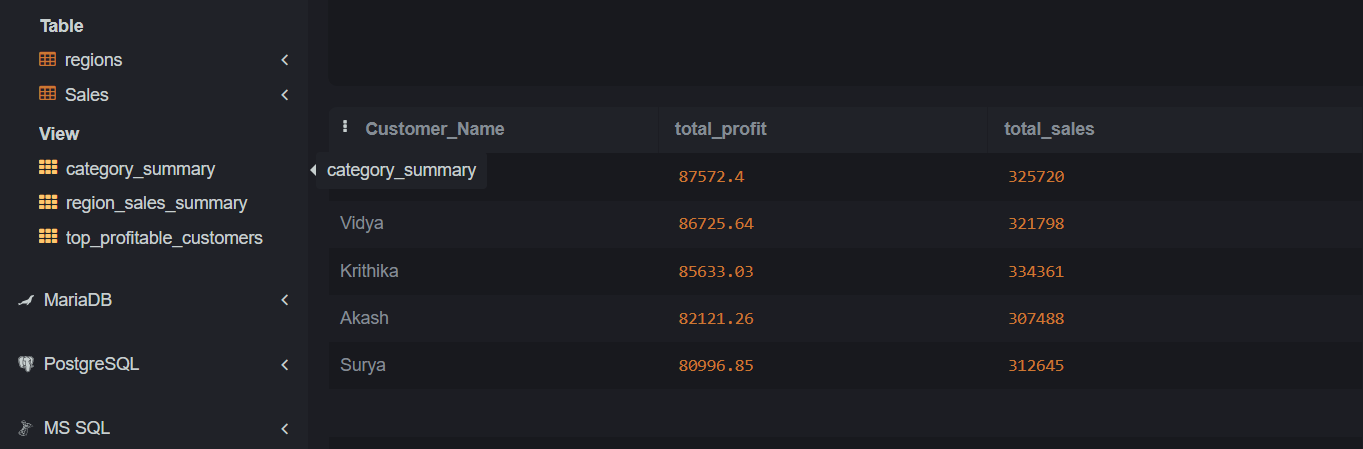 Table
regions
Sales
View
category_summary
region_sales_summary
top_profitable_customers
MariaDB
PostgreSQL
MS SQL
category_summary
Customer_Name total_profit total_sales
87572.4 325720
Vidya 86725.64 321798
Krithika 85633.03 334361
Akash 82121.26 307488
Surya 80996.85 312645